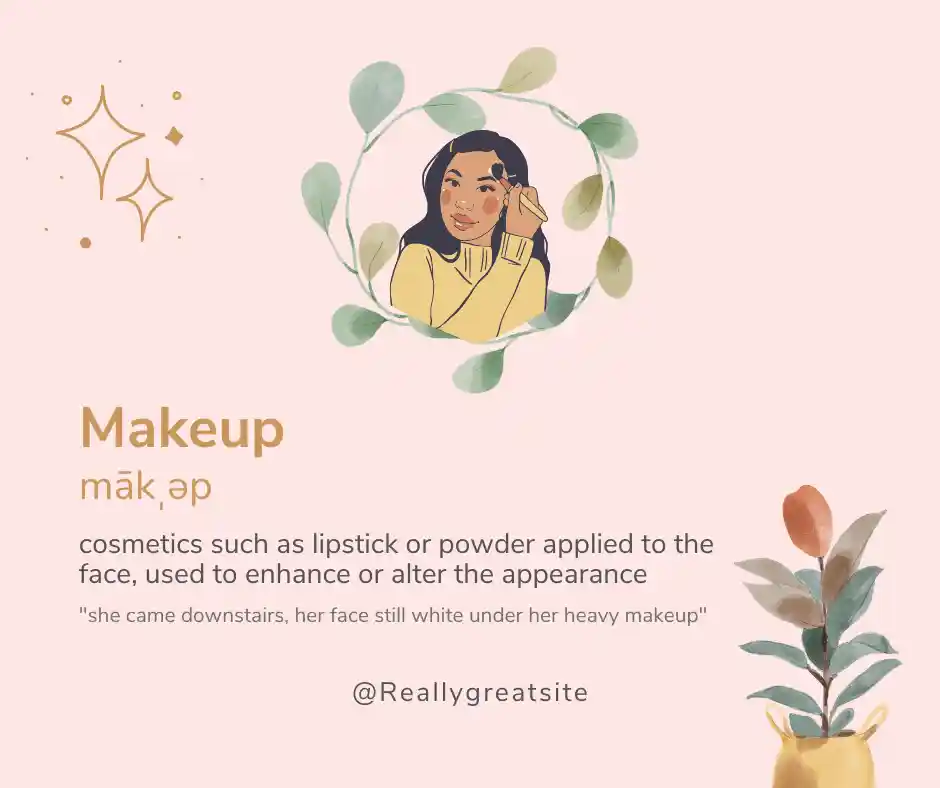 Makeup
māk ̩əp
cosmetics such as lipstick or powder applied to the
face, used to enhance or alter the appearance
"she came downstairs, her face still white under her heavy makeup"
@Reallygreatsite